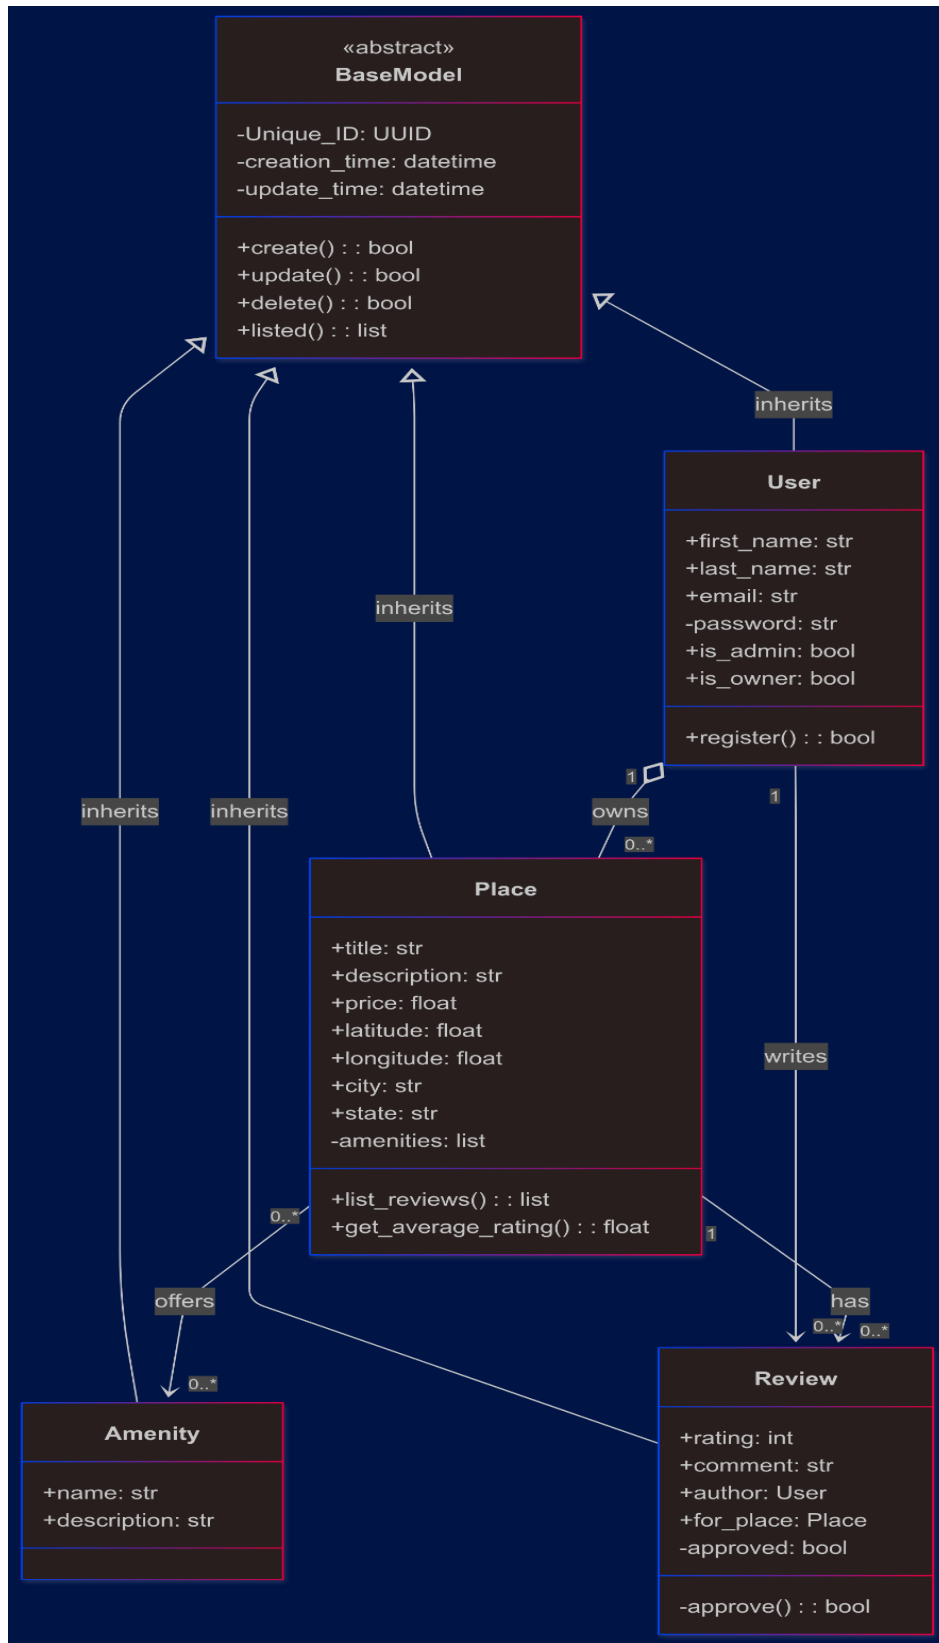 «abstract»
BaseModel
-Unique_ID: UUID
-creation_time: datetime
-update_time: datetime
+create() : : bool
+update() : : bool
+delete() : : bool
+listed() : : list
inherits
User
+first_name: str
+last_name: str
+email: str
-password: str
+is_admin: bool
+is_owner: bool
+register() : : bool
inherits
inherits
inherits
1
1
owns
0..*
Place
+title: str
+description: str
+price: float
+latitude: float
+longitude: float
+city: str
+state: str
-amenities: list
+list_reviews() : : list
+get_average_rating() : : float
writes
0..*
1
offers
has
0..*
0..*
0..*
Amenity
+name: str
+description: str
Review
+rating: int
+comment: str
+author: User
+for_place: Place
-approved: bool
-approve() : : bool